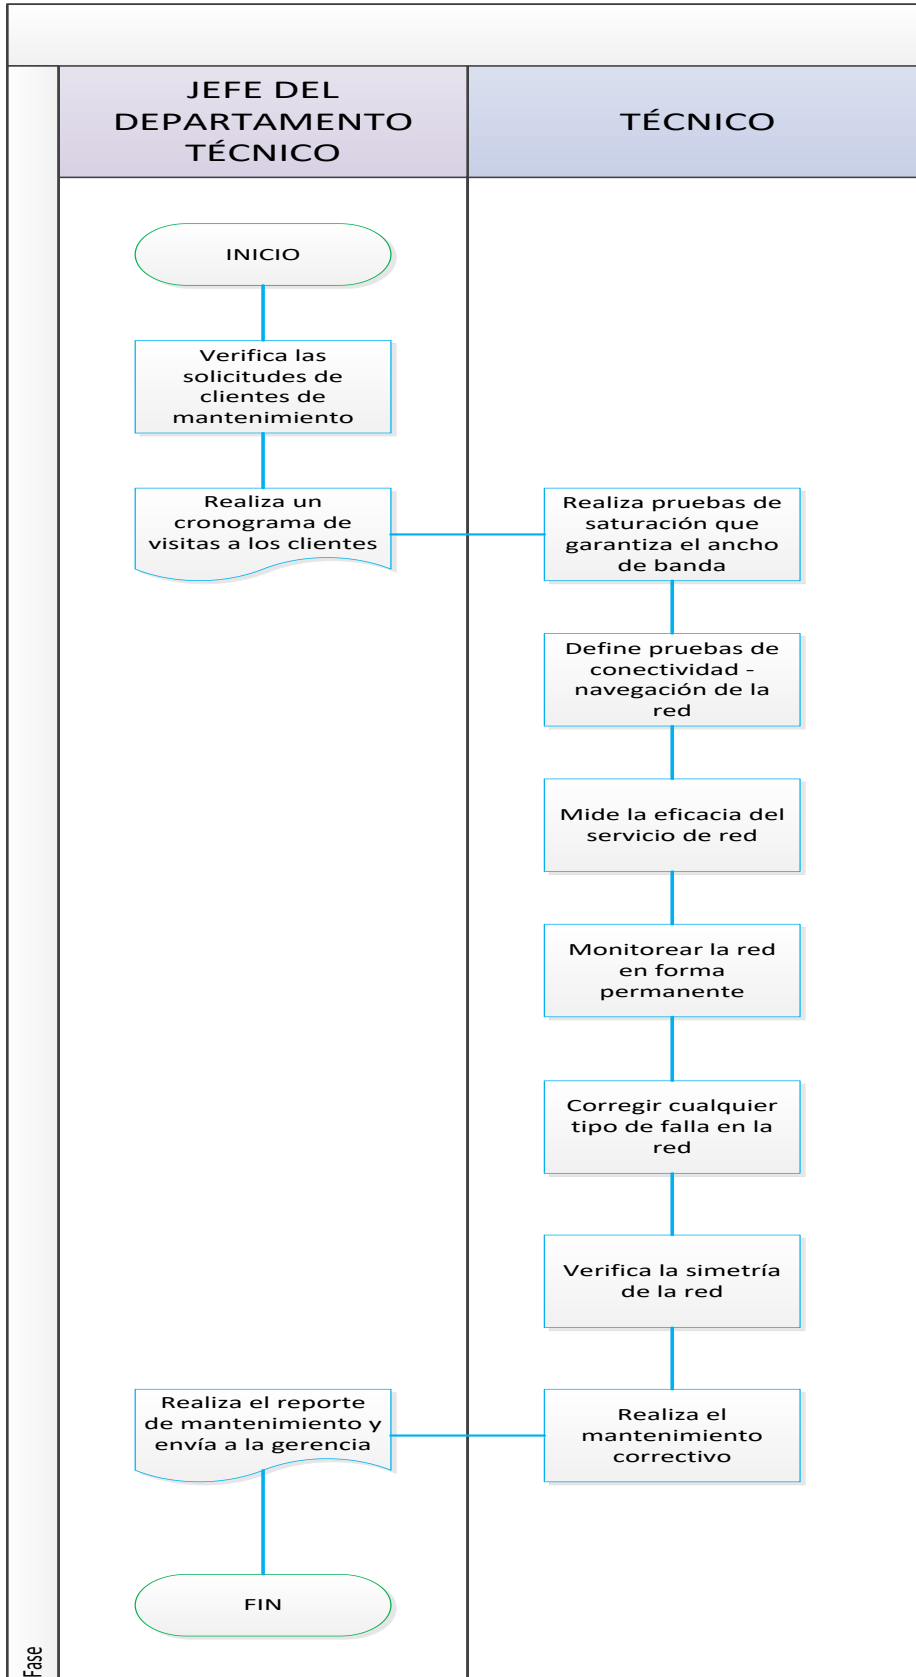 JEFE DEL
DEPARTAMENTO
TÉCNICO
TÉCNICO
INICIO
Verifica las
solicitudes de
clientes de
mantenimiento
Realiza un
cronograma de
visitas a los clientes
Realiza pruebas de
saturación que
garantiza el ancho
de banda
Define pruebas de
conectividad -
navegación de la
red
Mide la eficacia del
servicio de red
Monitorear la red
en forma
permanente
Corregir cualquier
tipo de falla en la
red
Verifica la simetría
de la red
Realiza el
mantenimiento
correctivo
Realiza el reporte
de mantenimiento y
envía a la gerencia
FIN
Fase